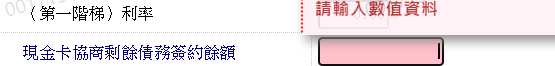 （第一階梯）利率
請輸入數值資料
現金卡協商剩餘債務簽約餘額